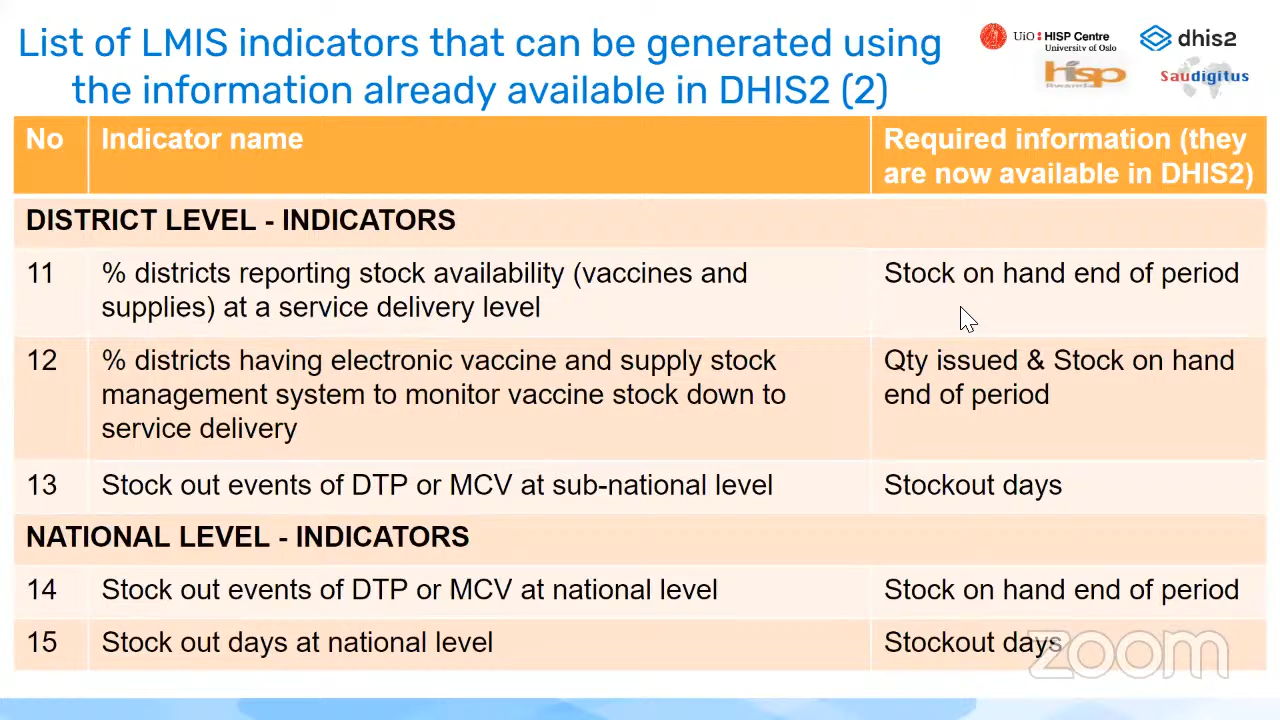 List of LMIS indicators that can be generated using
the information already available in DHIS2 (2)
UiO HISP Centre
University of Oslo
dhis2
hisp
Saudigitus
No
Indicator name
Required information (they
are now available in DHIS2)
DISTRICT LEVEL - INDICATORS
11
% districts reporting stock availability (vaccines and
supplies) at a service delivery level
Stock on hand end of period
12
% districts having electronic vaccine and supply stock
management system to monitor vaccine stock down to
service delivery
Qty issued & Stock on hand
end of period
13
Stock out events of DTP or MCV at sub-national level
Stockout days
NATIONAL LEVEL - INDICATORS
14
Stock out events of DTP or MCV at national level
Stock on hand end of period
15
Stock out days at national level
Stockout days
zoom